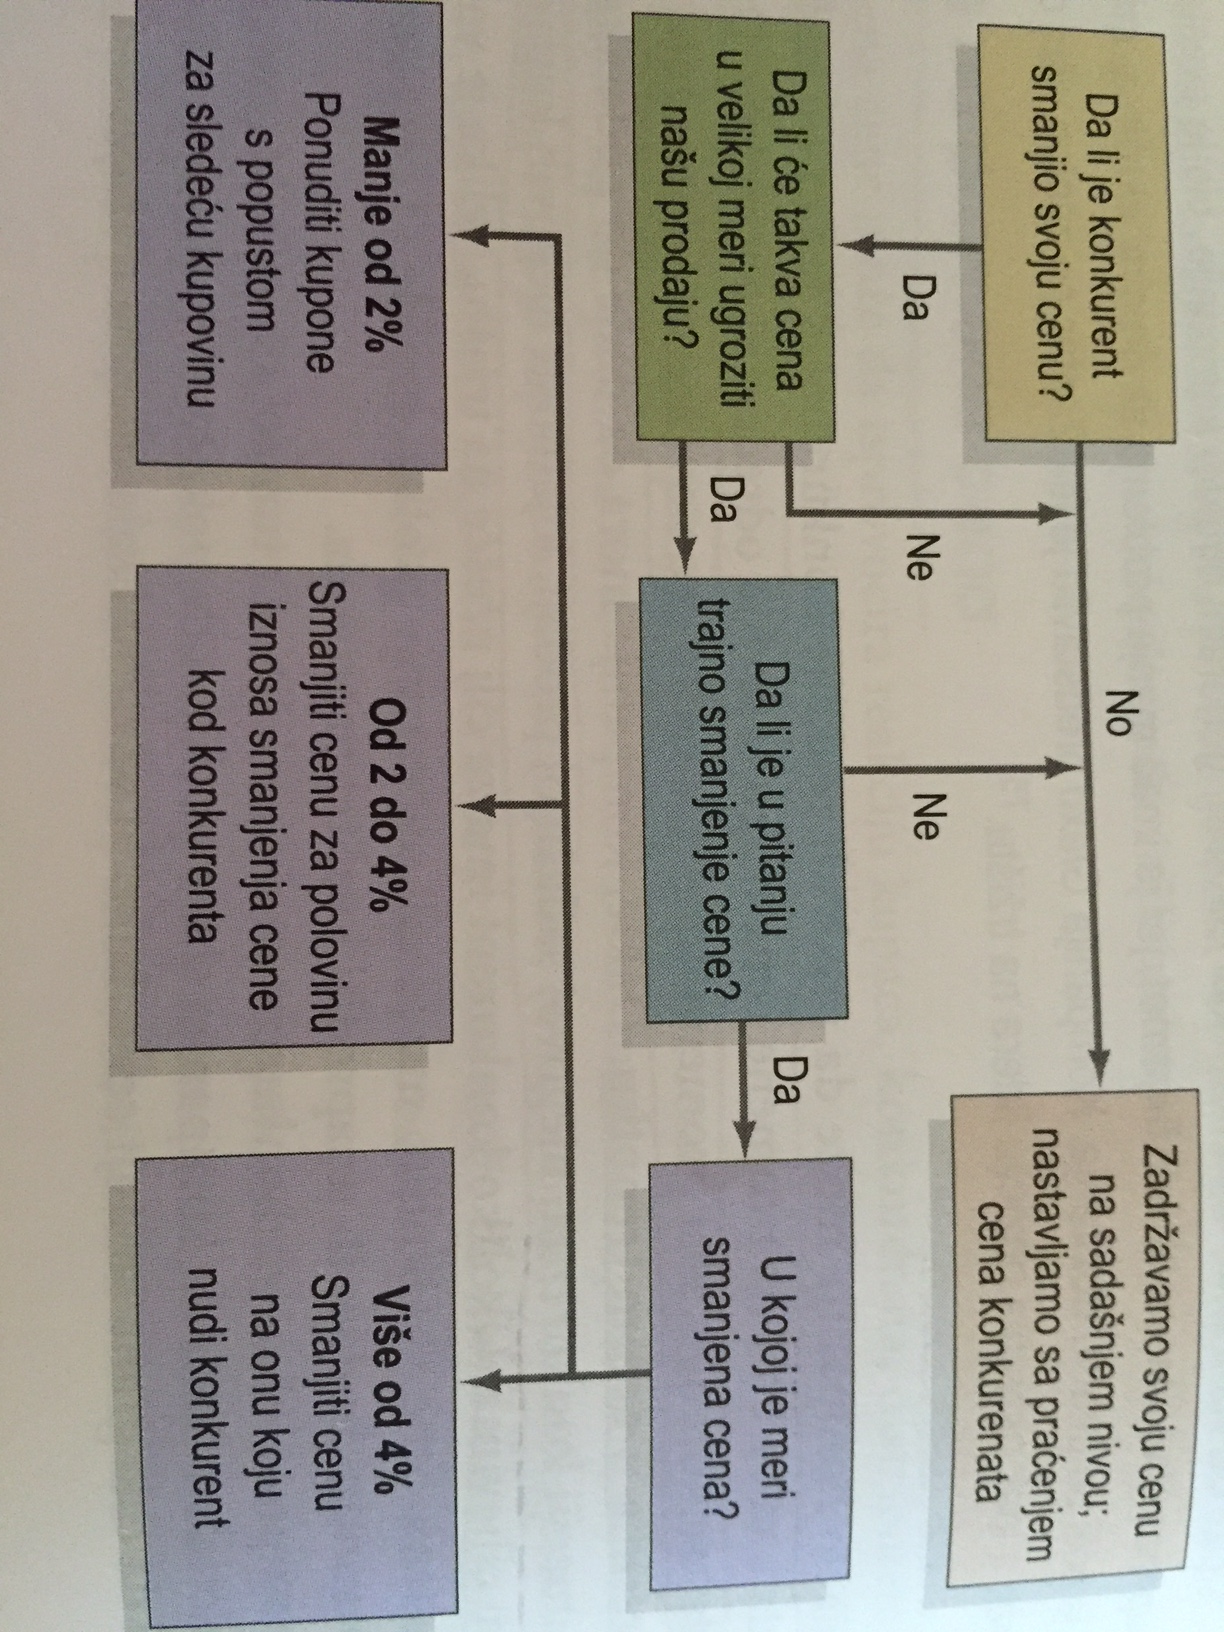 Da li je konkurent
smanjio svoju cenu?
No
Zadržavamo svoju cenu
na sadašnjem nivou;
nastavljamo sa praćenjem
cena konkurenata
Da
Ne
Ne
Da li će takva cena
u velikoj meri ugroziti
našu prodaju?
Da
Da li je u pitanju
trajno smanjenje cene?
Da
U kojoj je meri
smanjena cena?
Manje od 2%
Ponuditi kupone
s popustom
za sledeću kupovinu
Od 2 do 4%
Smanjiti cenu za polovinu
iznosa smanjenja cene
kod konkurenta
Više od 4%
Smanjiti cenu
na onu koju
nudi konkurent